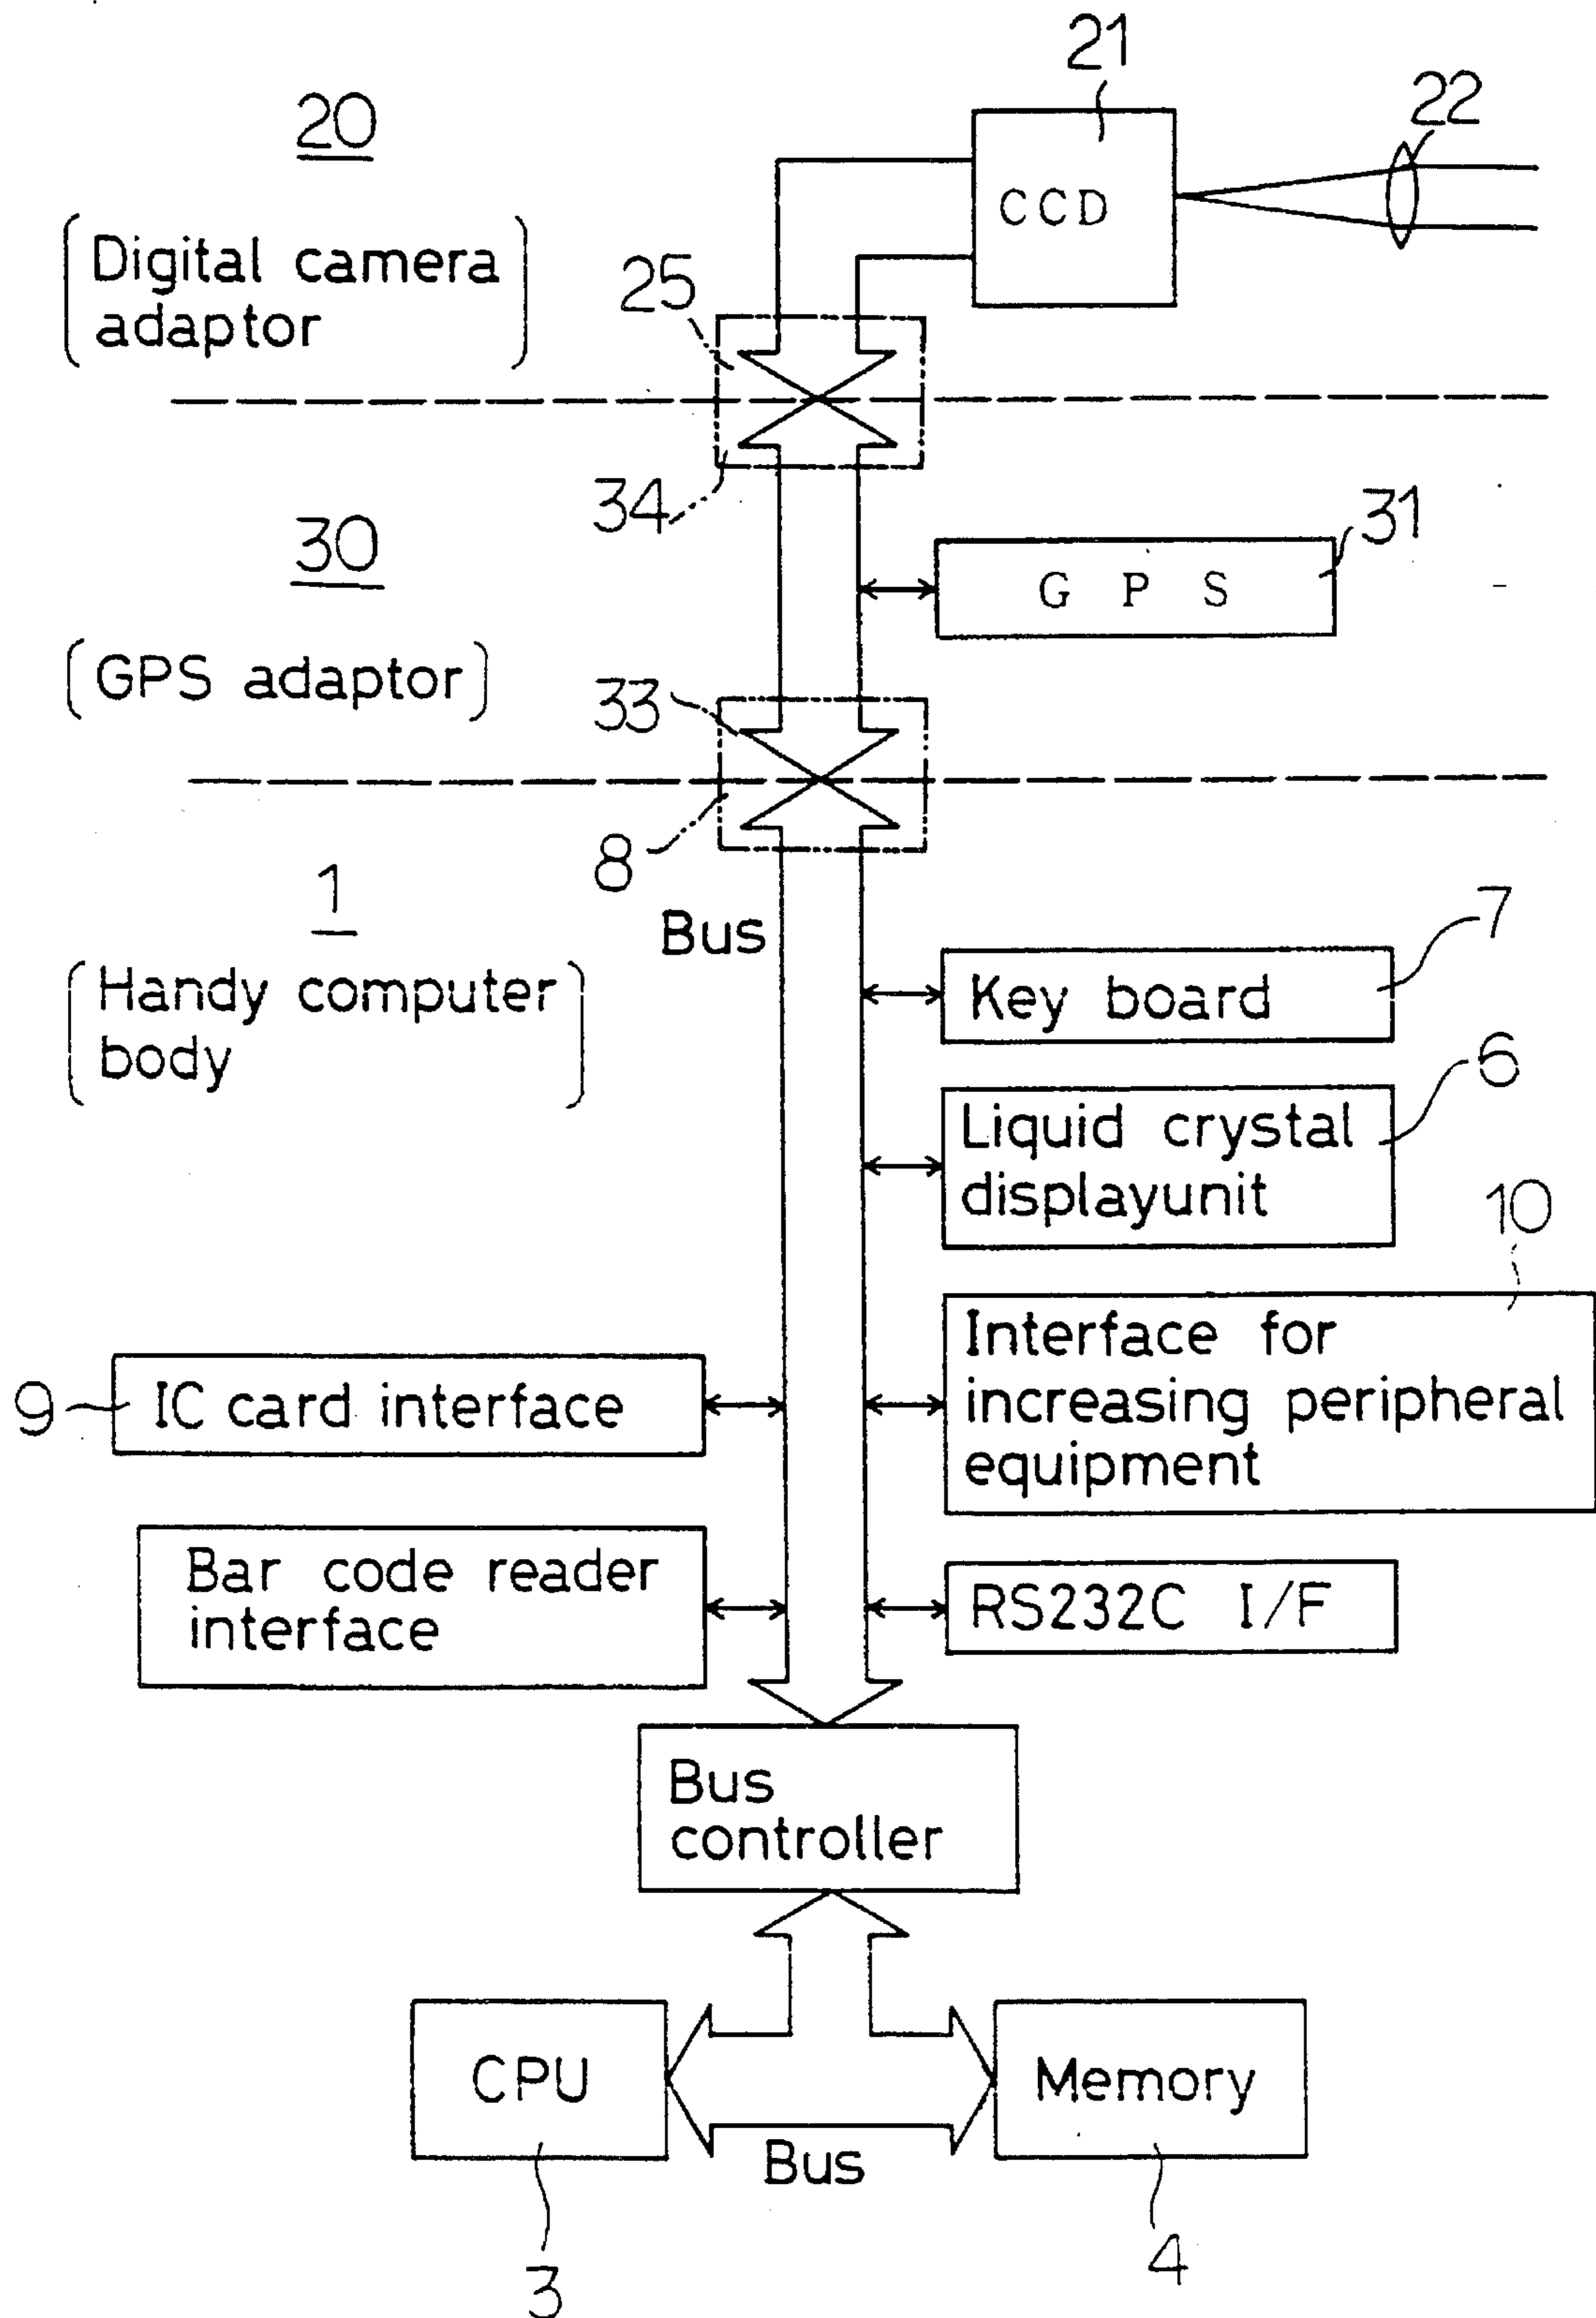 21
22
20
CCD
Digital camera
adaptor
25
34
30
31
G P S
GPS adaptor
33
8
1
Bus
7
Handy computer
body
Key board
6
Liquid crystal
displayunit
10
Interface for
increasing peripheral
equipment
9
IC card interface
Bar code reader
interface
RS232C I/F
Bus
controller
CPU
Memory
Bus
3
4